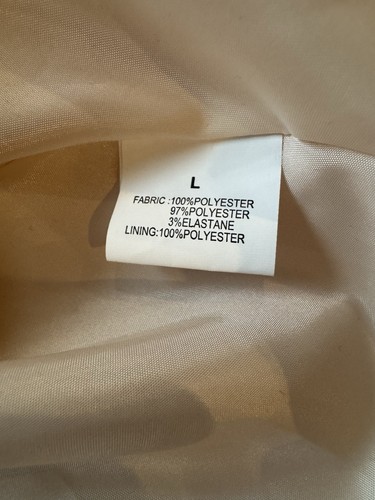 L
FABRIC :100%POLYESTER
97%POLYESTER
3%ELASTANE
LINING:100%POLYESTER